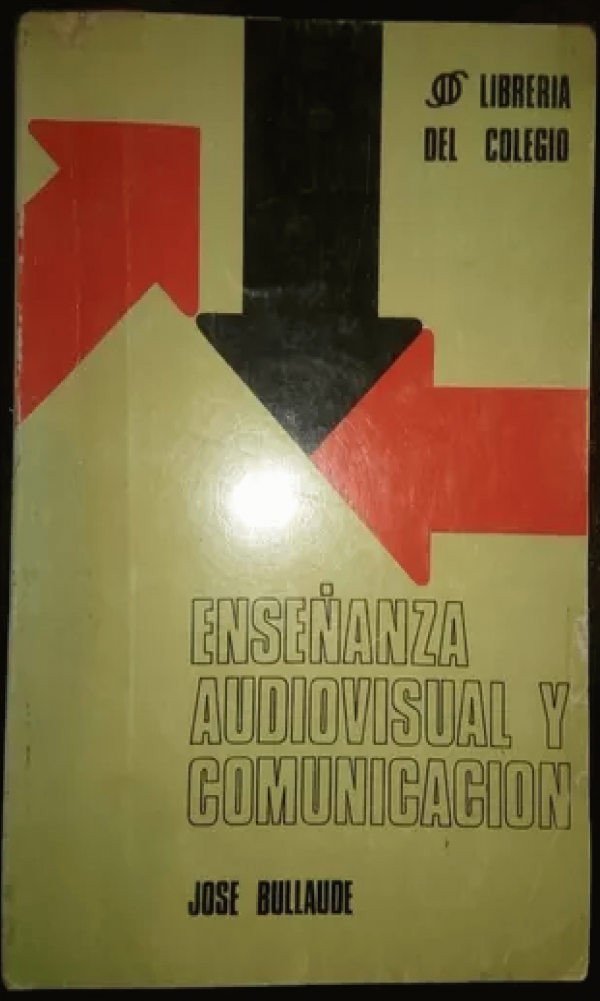 LIBRERIA
DEL COLEGIO
ENSEÑANZA
AUDIOVISUAL Y
COMUNICACION
JOSE BULLAUDE